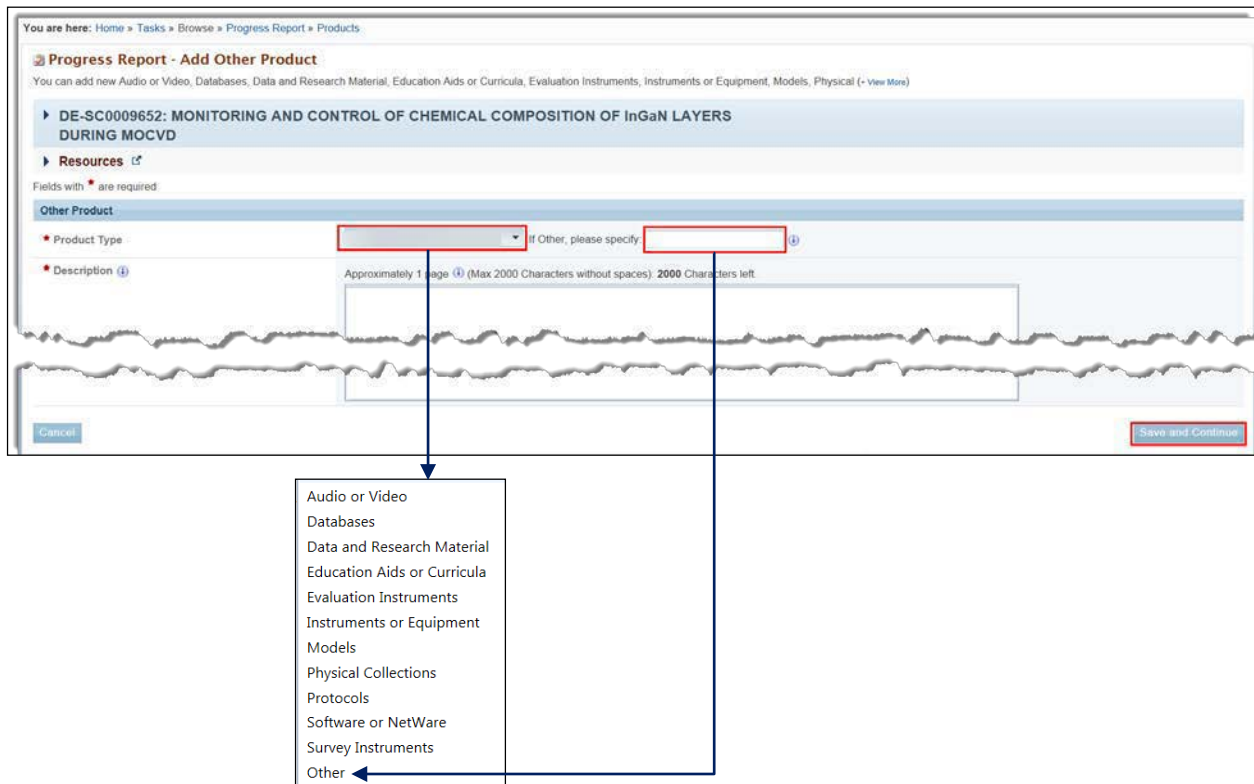 You are here: Home » Tasks » Browse » Progress Report » Products
Progress Report - Add Other Product
You can add new Audio or Video, Databases, Data and Research Material, Education Aids or Curricula, Evaluation Instruments, Instruments or Equipment, Models, Physical (+ View More)
DE-SC0009652: MONITORING AND CONTROL OF CHEMICAL COMPOSITION OF InGaN LAYERS
DURING MOCVD
Resources
Fields with * are required
Other Product
* Product Type If Other, please specify:
* Description
Approximately 1 page (Max 2000 Characters without spaces): 2000 Characters left
Cancel Save and Continue
Audio or Video
Databases
Data and Research Material
Education Aids or Curricula
Evaluation Instruments
Instruments or Equipment
Models
Physical Collections
Protocols
Software or NetWare
Survey Instruments
Other